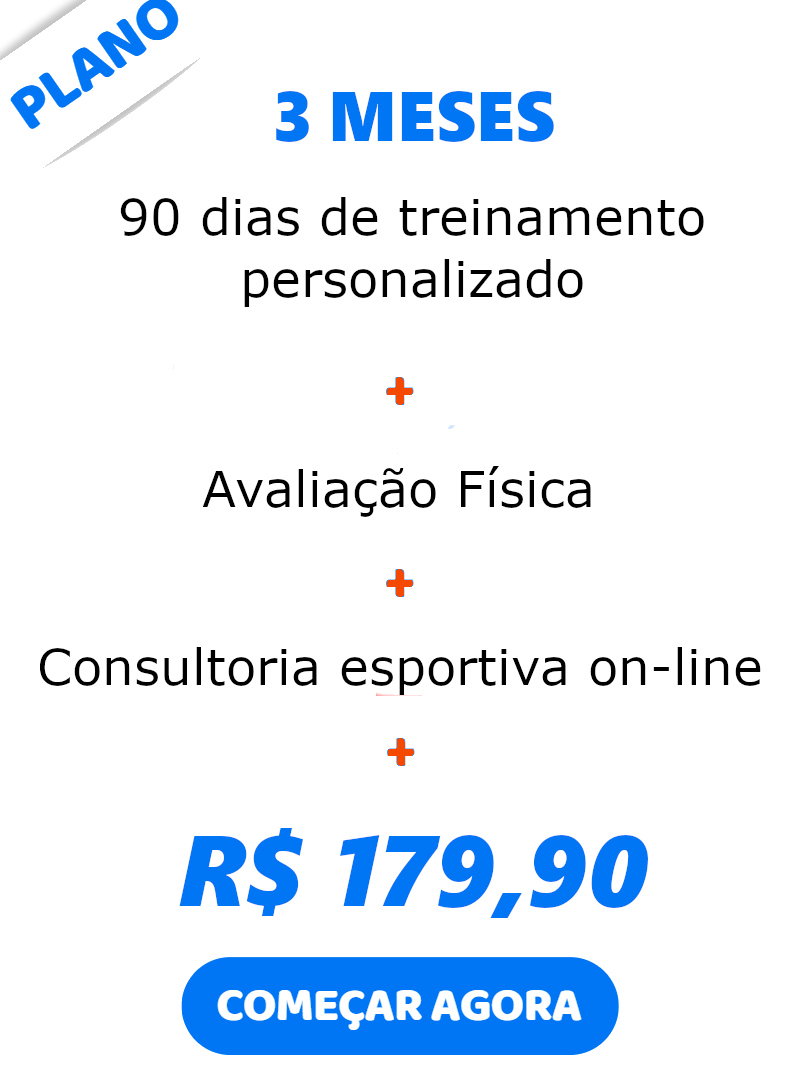 PLANO
3 MESES
90 dias de treinamento
personalizado
+
Avaliação Física
+
Consultoria esportiva on-line
+
R$ 179,90
COMEÇAR AGORA